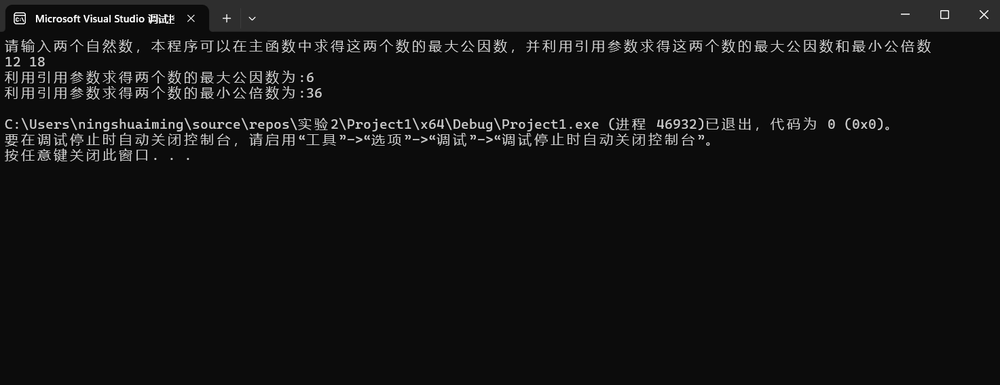 Microsoft Visual Studio 调试
请输入两个自然数，本程序可以在主函数中求得这两个数的最大公因数，并利用引用参数求得这两个数的最大公因数和最小公倍数
12 18
利用引用参数求得两个数的最大公因数为:6
利用引用参数求得两个数的最小公倍数为:36
C:\Users\ningshuaiming\source\repos\实验2\Project1\x64\Debug\Project1.exe (进程 46932)已退出，代码为 0 (0x0)。
要在调试停止时自动关闭控制台，请启用“工具”->“选项”->“调试”->“调试停止时自动关闭控制台”。
按任意键关闭此窗口. . .